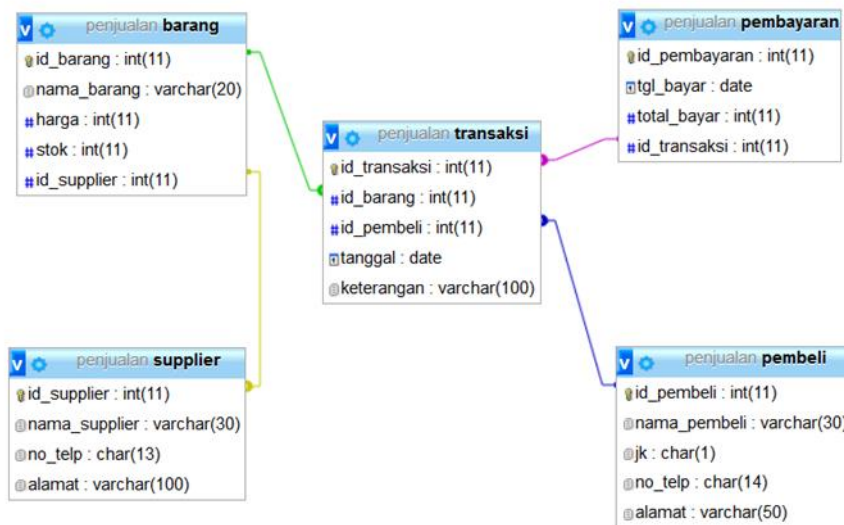 penjualan barang
id_barang : int(11)
nama_barang : varchar(20)
harga : int(11)
stok : int(11)
id_supplier : int(11)
penjualan pembayaran
id_pembayaran : int(11)
tgl_bayar : date
total_bayar : int(11)
id_transaksi : int(11)
penjualan transaksi
id_transaksi : int(11)
id_barang : int(11)
id_pembeli : int(11)
tanggal : date
keterangan : varchar(100)
penjualan supplier
id_supplier : int(11)
nama_supplier : varchar(30)
no_telp : char(13)
alamat : varchar(100)
penjualan pembeli
id_pembeli : int(11)
nama_pembeli : varchar(30)
jk : char(1)
no_telp : char(14)
alamat : varchar(50)